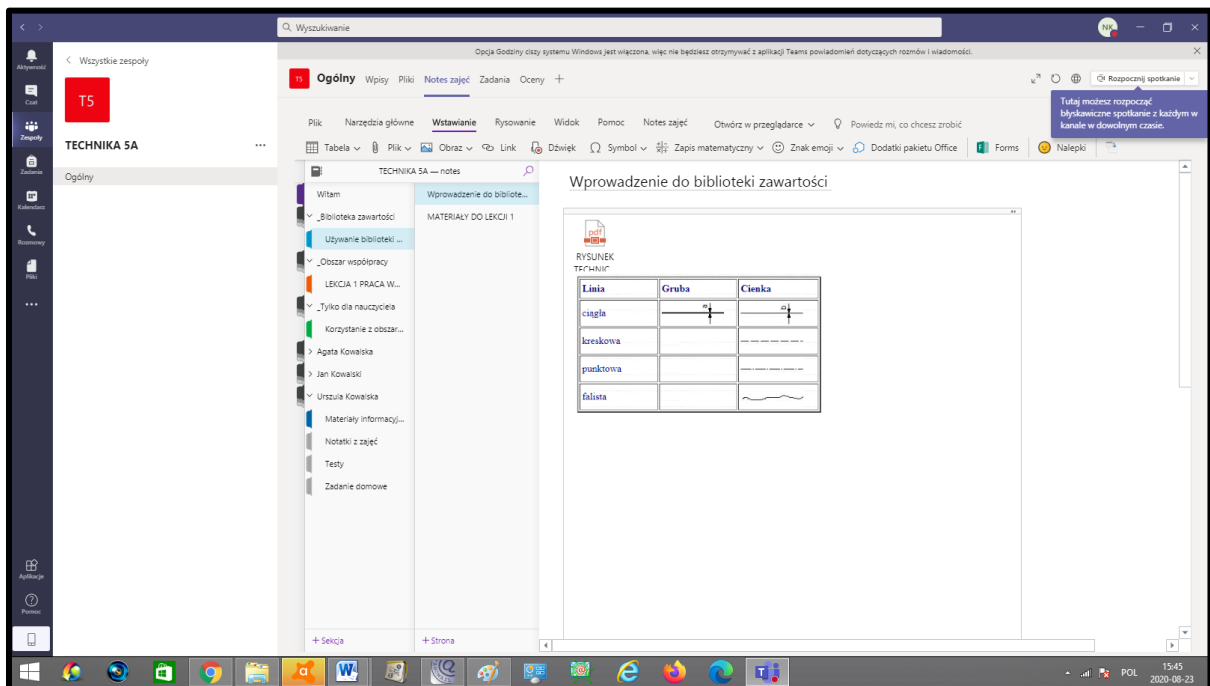 Wyszukiwanie
NK
Opcja Godziny ciszy systemu Windows jest włączona, więc nie będziesz otrzymywać z aplikacji Teams powiadomień dotyczących rozmów i wiadomości.
Aktywność
Czat
Zespoły
Zadania
Kalendarz
Rozmowy
Pliki
Aplikacje
Pomoc
Wszystkie zespoły
T5
TECHNIKA 5A
Ogólny
T5 Ogólny Wpisy Pliki Notes zajęć Zadania Oceny
Rozpocznij spotkanie
Tutaj możesz rozpocząć
błyskawiczne spotkanie z każdym w
kanale w dowolnym czasie.
Plik Narzędzia główne Wstawianie Rysowanie Widok Pomoc Notes zajęć Otwórz w przeglądarce Powiedz mi, co chcesz zrobić
Tabela Plik Obraz Link Dźwięk Symbol Zapis matematyczny Znak emoji Dodatki pakietu Office Forms Nalepki
TECHNIKA 5A — notes
Witam
_Biblioteka zawartości
Używanie biblioteki ...
_Obszar współpracy
LEKCJA 1 PRACA W...
_Tylko dla nauczyciela
Korzystanie z obszar...
Agata Kowalska
Jan Kowalski
Urszula Kowalska
Materiały informacyj...
Notatki z zajęć
Testy
Zadanie domowe
+ Sekcja
Wprowadzenie do bibliote...
MATERIAŁY DO LEKCJI 1
+ Strona
Wprowadzenie do biblioteki zawartości
pdf
RYSUNEK
TECHNIC
Linia Gruba Cienka
ciągła
kreskowa
punktowa
falista
POL
15:45
2020-08-23